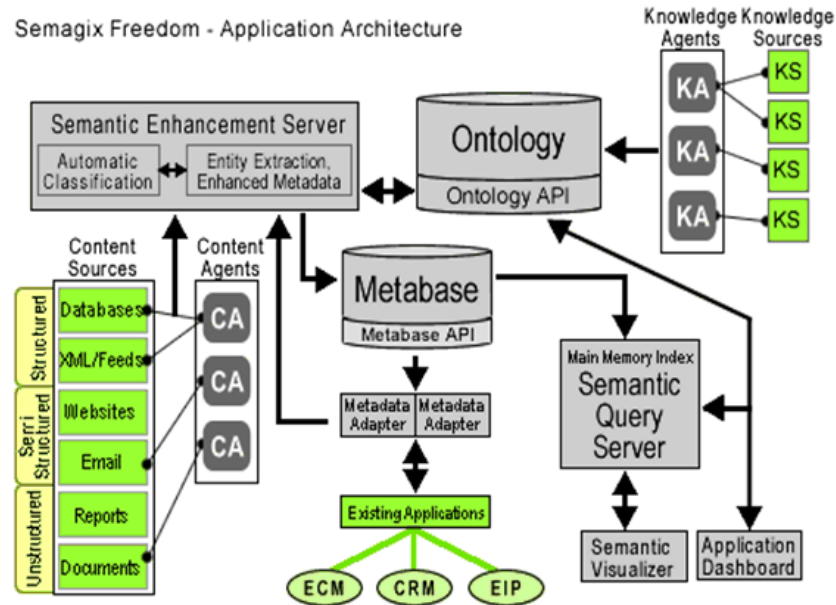 Semagix Freedom - Application Architecture
Knowledge Agents
Knowledge Sources
KA
KA
KA
KS
KS
KS
KS
Semantic Enhancement Server
Automatic
Classification
Entity Extraction,
Enhanced Metadata
Ontology
Ontology API
Content
Sources
Content
Agents
Structured
Serri
Structured
Unstructured
Databases
XML/Feeds
Websites
Email
Reports
Documents
CA
CA
CA
Metabase
Metabase API
Metadata
Adapter
Metadata
Adapter
Existing Applications
ECM
CRM
EIP
Main Memory Index
Semantic
Query
Server
Semantic
Visualizer
Application
Dashboard